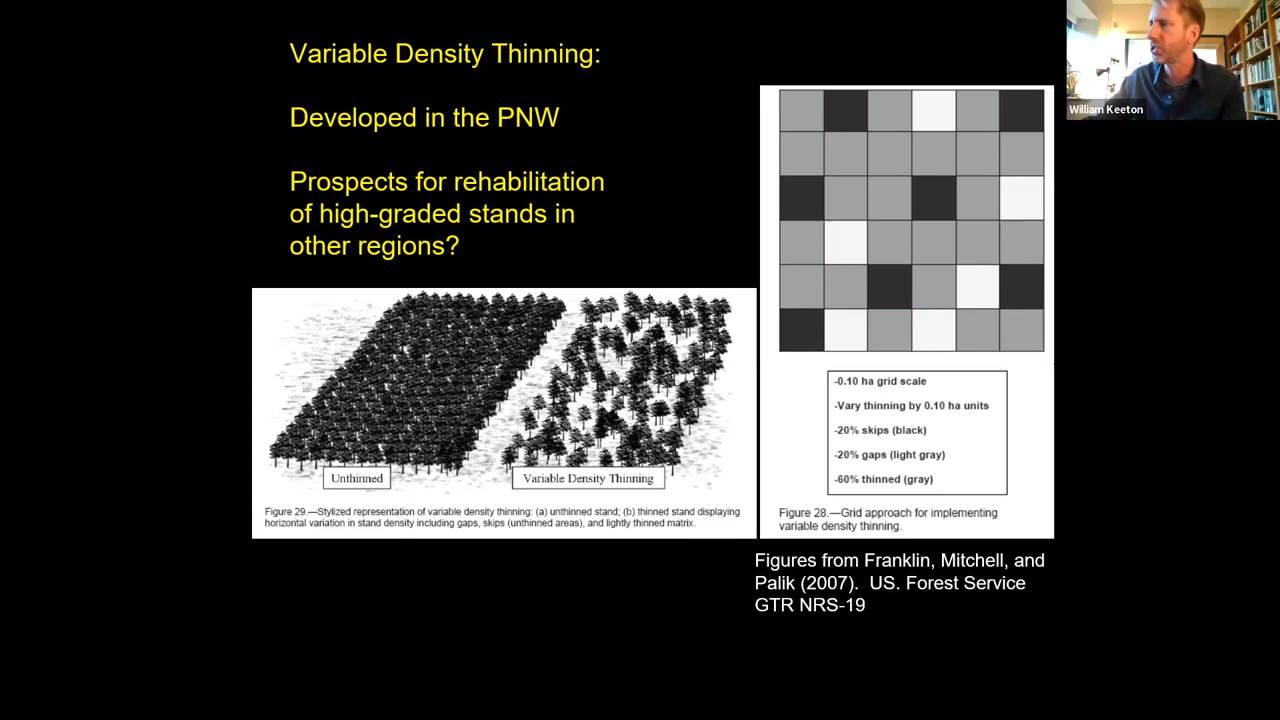 Variable Density Thinning:
Developed in the PNW
Prospects for rehabilitation
of high-graded stands in
other regions?
Unthinned
Variable Density Thinning
Figure 29.—Stylized representation of variable density thinning: (a) unthinned stand; (b) thinned stand displaying
horizontal variation in stand density including gaps, skips (unthinned areas), and lightly thinned matrix.
-0.10 ha grid scale
-Vary thinning by 0.10 ha units
-20% skips (black)
-20% gaps (light gray)
-60% thinned (gray)
Figure 28.—Grid approach for implementing
variable density thinning.
Figures from Franklin, Mitchell, and
Palik (2007).  US. Forest Service
GTR NRS-19
William Keeton